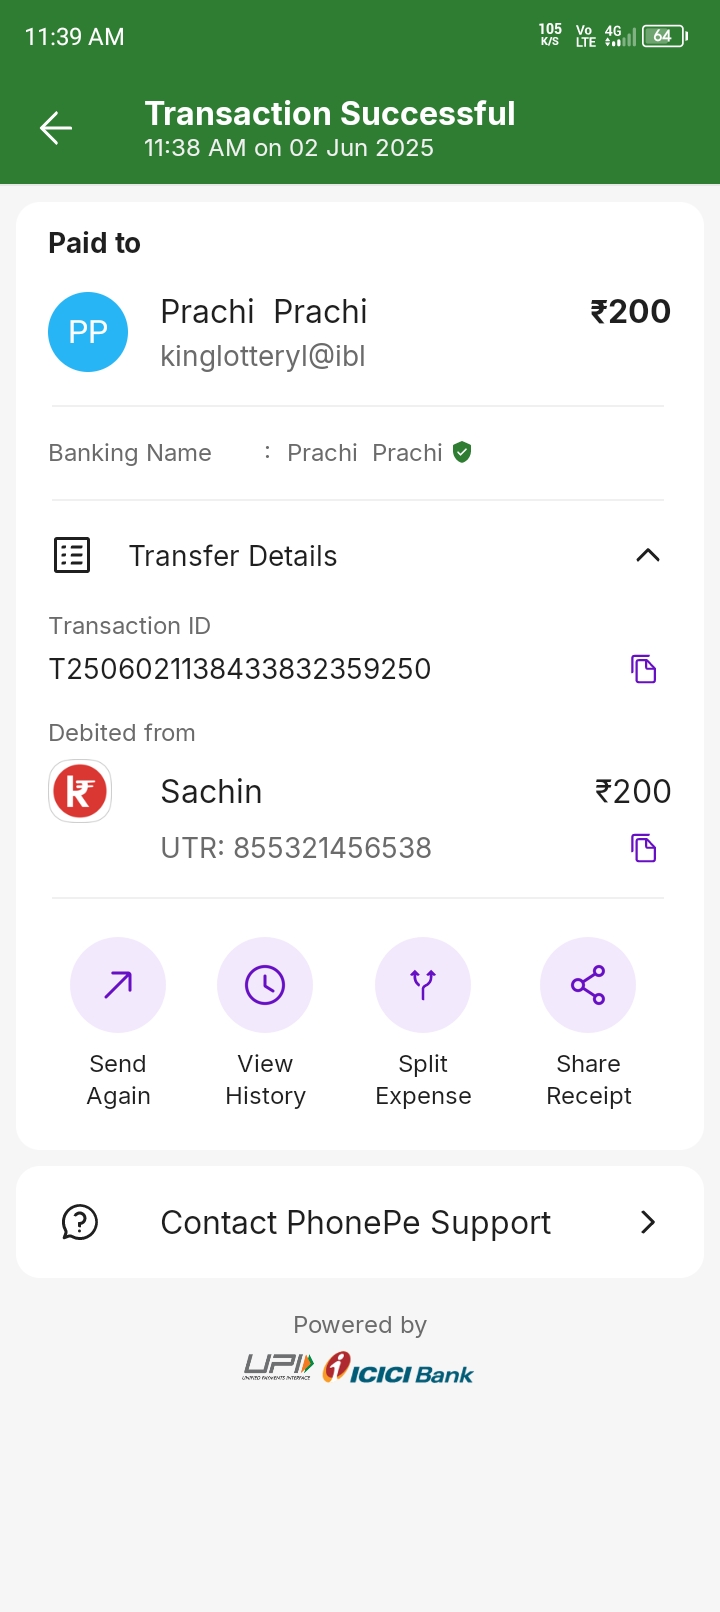 11:39 AM
105 K/S Vo LTE 4G 64
Transaction Successful
11:38 AM on 02 Jun 2025
Paid to
PP
Prachi  Prachi
₹200
kinglotteryl@ibl
Banking Name : Prachi  Prachi
Transfer Details
Transaction ID
T2506021138433832359250
Debited from
Sachin
₹200
UTR: 855321456538
Send Again
View History
Split Expense
Share Receipt
Contact PhonePe Support
Powered by
UPI ICICI Bank
UNIFIED PAYMENTS INTERFACE